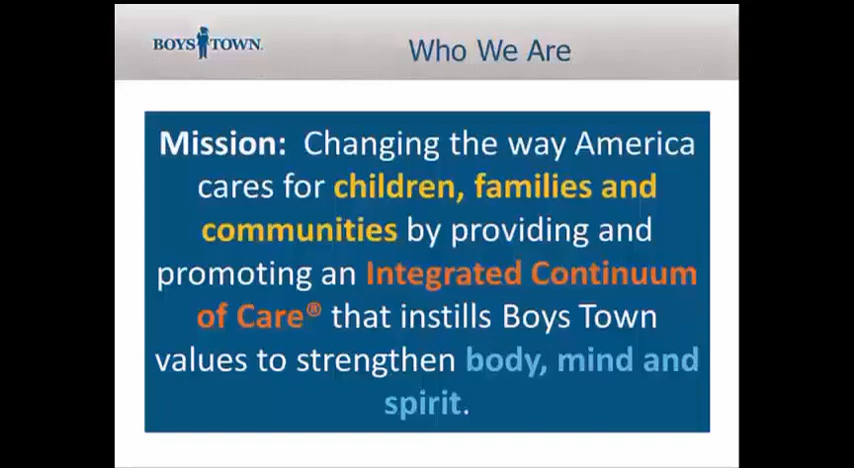 BOYS TOWN.
Who We Are
Mission: Changing the way America
cares for children, families and
communities by providing and
promoting an Integrated Continuum
of Care® that instills Boys Town
values to strengthen body, mind and
spirit.